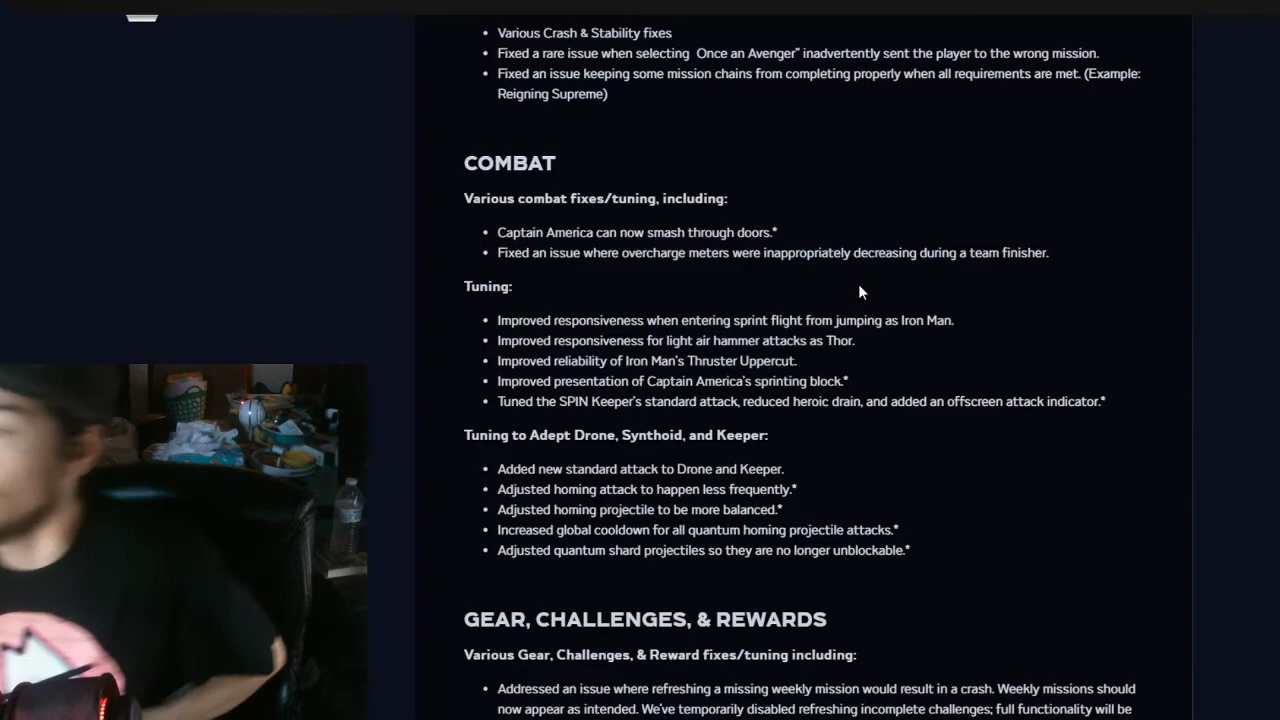 Various Crash & Stability fixes
Fixed a rare issue when selecting Once an Avenger" inadvertently sent the player to the wrong mission.
Fixed an issue keeping some mission chains from completing properly when all requirements are met. (Example:
Reigning Supreme)
COMBAT
Various combat fixes/tuning, including:
Captain America can now smash through doors.*
Fixed an issue where overcharge meters were inappropriately decreasing during a team finisher.
Tuning:
Improved responsiveness when entering sprint flight from jumping as Iron Man.
Improved responsiveness for light air hammer attacks as Thor.
Improved reliability of Iron Man's Thruster Uppercut.
Improved presentation of Captain America's sprinting block.*
Tuned the SPIN Keeper's standard attack, reduced heroic drain, and added an offscreen attack indicator.*
Tuning to Adept Drone, Synthoid, and Keeper:
Added new standard attack to Drone and Keeper.
Adjusted homing attack to happen less frequently.*
Adjusted homing projectile to be more balanced.*
Increased global cooldown for all quantum homing projectile attacks.*
Adjusted quantum shard projectiles so they are no longer unblockable.*
GEAR, CHALLENGES, & REWARDS
Various Gear, Challenges, & Reward fixes/tuning including:
Addressed an issue where refreshing a missing weekly mission would result in a crash. Weekly missions should
now appear as intended. We've temporarily disabled refreshing incomplete challenges; full functionality will be